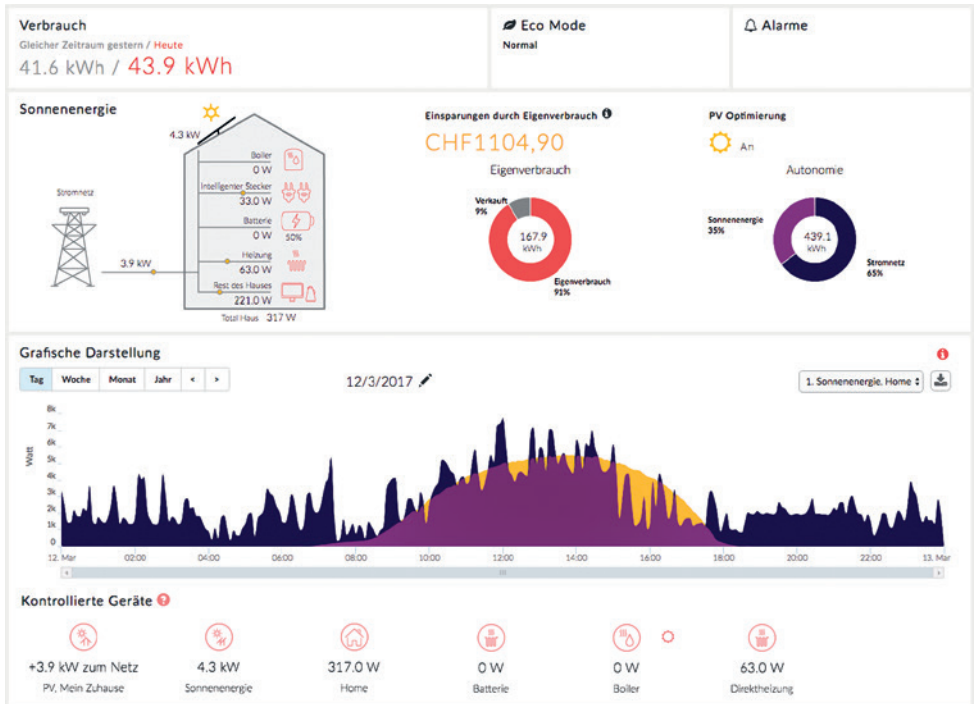 Verbrauch
Gleicher Zeitraum gestern / Heute
41.6 kWh / 43.9 kWh
Eco Mode
Normal
Alarme
Sonnenenergie
4.3 kW
Boiler
0 W
Intelligenter Stecker
33.0 W
Batterie
0 W
50%
Heizung
63.0 W
Rest des Hauses
221.0 W
Total Haus 317 W
Stromnetz
3.9 kW
Einsparungen durch Eigenverbrauch
CHF1104,90
Eigenverbrauch
Verkauft
9%
167.9
kWh
Eigenverbrauch
91%
PV Optimierung
An
Autonomie
Sonnenenergie
35%
439.1
kWh
Stromnetz
65%
Grafische Darstellung
Tag Woche Monat Jahr < >
12/3/2017
1. Sonnenenergie, Home
Watt
8k
7k
6k
5k
4k
3k
2k
1k
0
12. Mar 02:00 04:00 06:00 08:00 10:00 12:00 14:00 16:00 18:00 20:00 22:00 13. Mar
Kontrollierte Geräte ?
+3.9 kW zum Netz
PV, Mein Zuhause
4.3 kW
Sonnenenergie
317.0 W
Home
0 W
Batterie
0 W
Boiler
63.0 W
Direktheizung